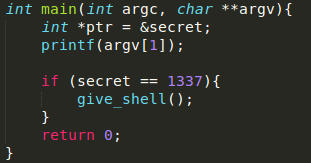 int main(int argc, char **argv){
    int *ptr = &secret;
    printf(argv[1]);

    if (secret == 1337){
        give_shell();
    }
    return 0;
}